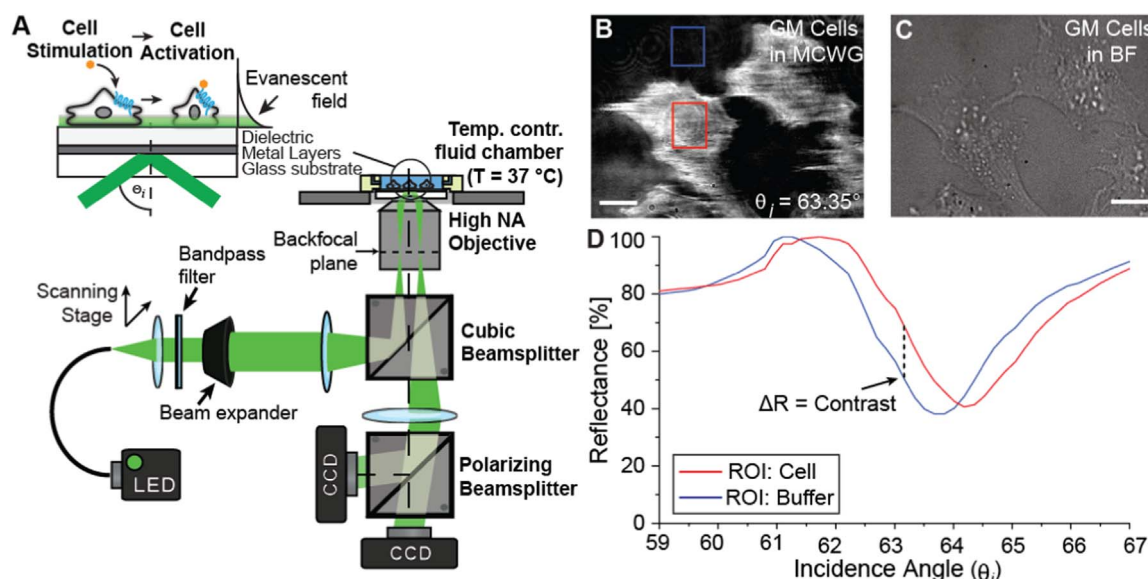 A
Cell
Stimulation
Cell
Activation
Evanescent
field
Dielectric
Metal Layers
Glass substrate
Θi
Temp. contr.
fluid chamber
(T = 37 °C)
High NA
Objective
Backfocal
plane
Bandpass
filter
Scanning
Stage
Cubic
Beamsplitter
Beam expander
LED
Polarizing
Beamsplitter
CCD
CCD
B
GM Cells
in MCWG
θi = 63.35°
C
GM Cells
in BF
D
100
80
60
40
20
0
Reflectance [%]
ΔR = Contrast
ROI: Cell
ROI: Buffer
59 60 61 62 63 64 65 66 67
Incidence Angle (θi)